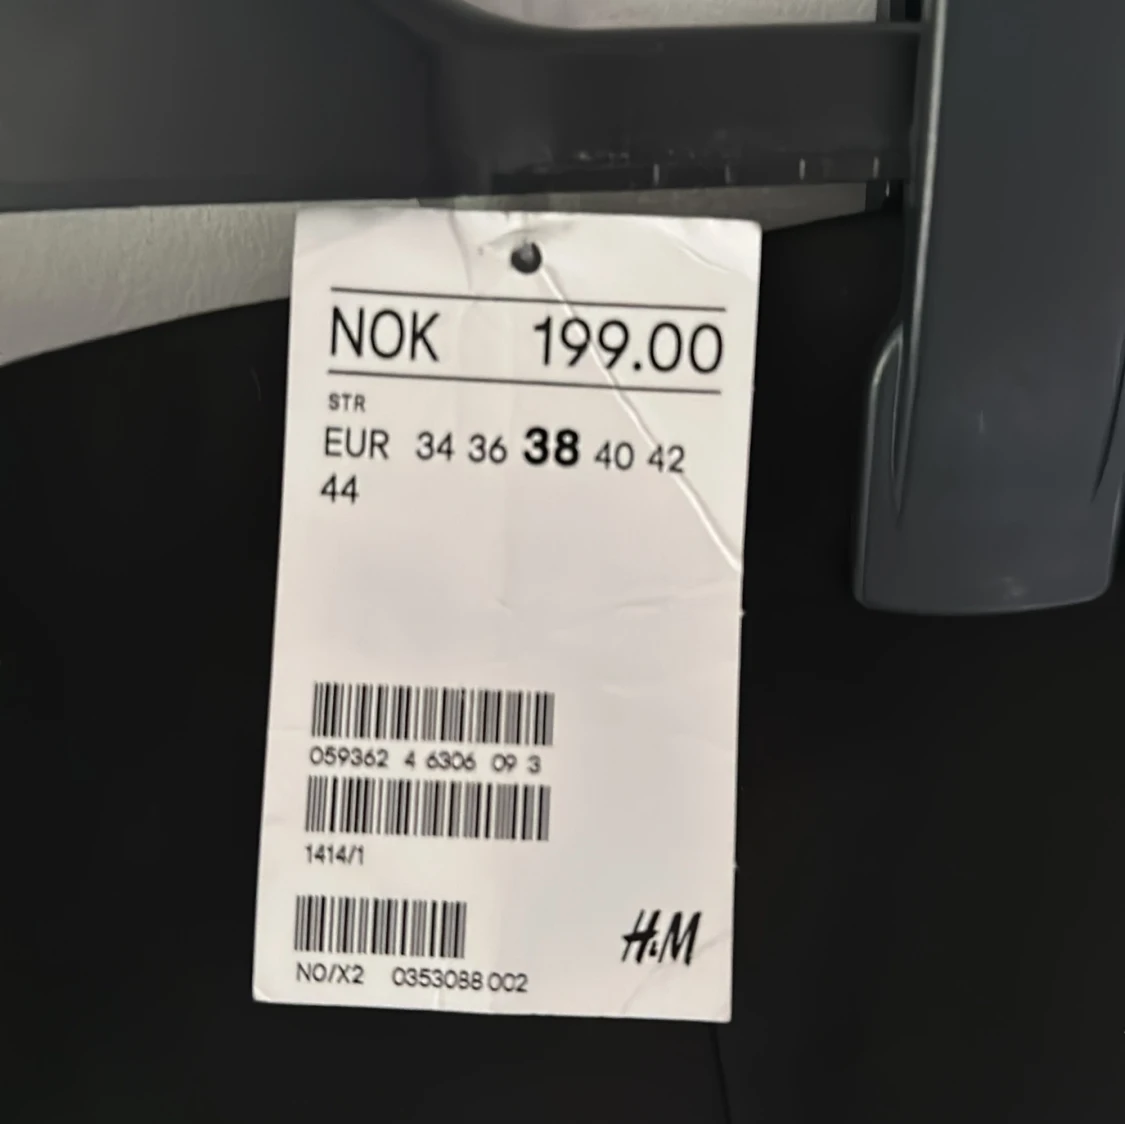 NOK 199.00
STR
EUR 34 36 38 40 42
44
059362 4 6306 09 3
1414/1
H&M
NO/X2 0353088 002